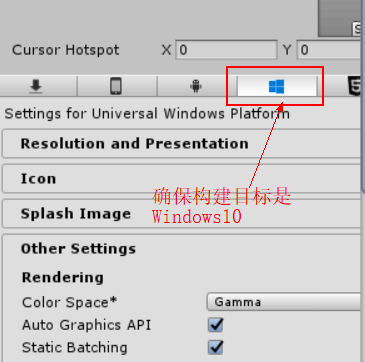 Cursor Hotspot X 0 Y 0
Settings for Universal Windows Platform
Resolution and Presentation
Icon
确保构建目标是
Windows10
Splash Image
Other Settings
Rendering
Color Space* Gamma
Auto Graphics API
Static Batching